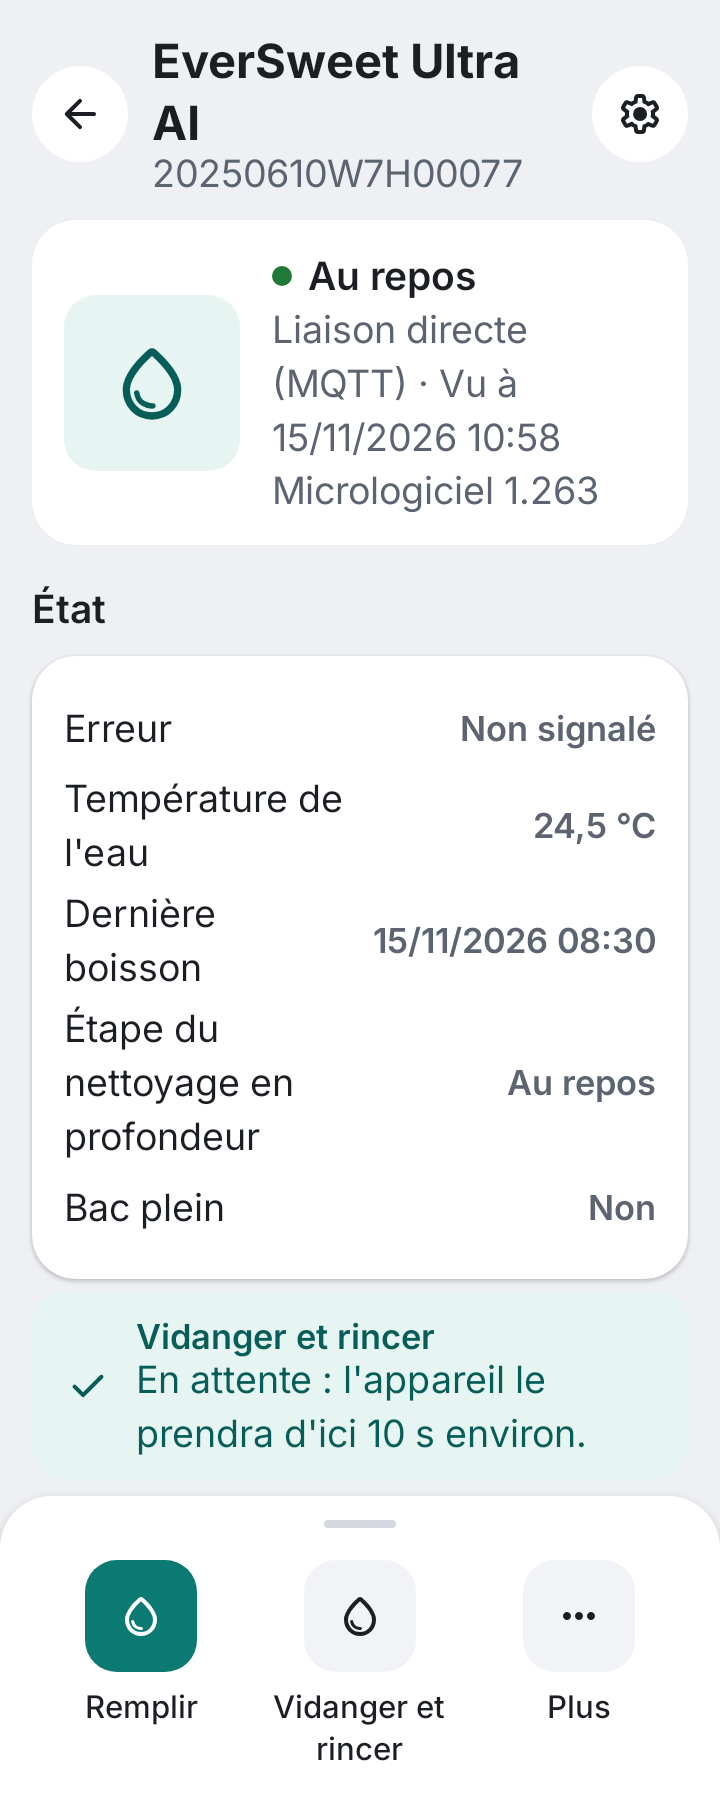 EverSweet Ultra
AI
20250610W7H00077
Au repos
Liaison directe
(MQTT) · Vu à
15/11/2026 10:58
Micrologiciel 1.263
État
Erreur
Non signalé
Température de
l'eau
24,5 °C
Dernière
boisson
15/11/2026 08:30
Étape du
nettoyage en
profondeur
Au repos
Bac plein
Non
Vidanger et rincer
En attente : l'appareil le
prendra d'ici 10 s environ.
Remplir
Vidanger et
rincer
Plus